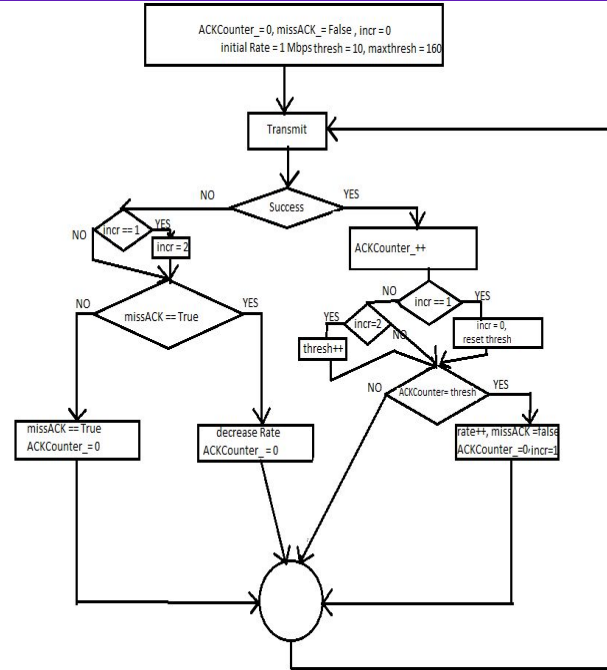 ACKCounter_=0, missACK_= False , incr = 0
initial Rate = 1 Mbps thresh = 10, maxthresh = 160
Transmit
Success
NO
YES
incr == 1
NO
YES
incr = 2
ACKCounter_++
missACK == True
NO
YES
incr == 1
NO
YES
incr=2
YES
NO
thresh++
incr = 0,
reset thresh
ACKCounter= thresh
NO
YES
missACK == True
ACKCounter_= 0
decrease Rate
ACKCounter_ = 0
rate++, missACK =false
ACKCounter_=0,incr=1